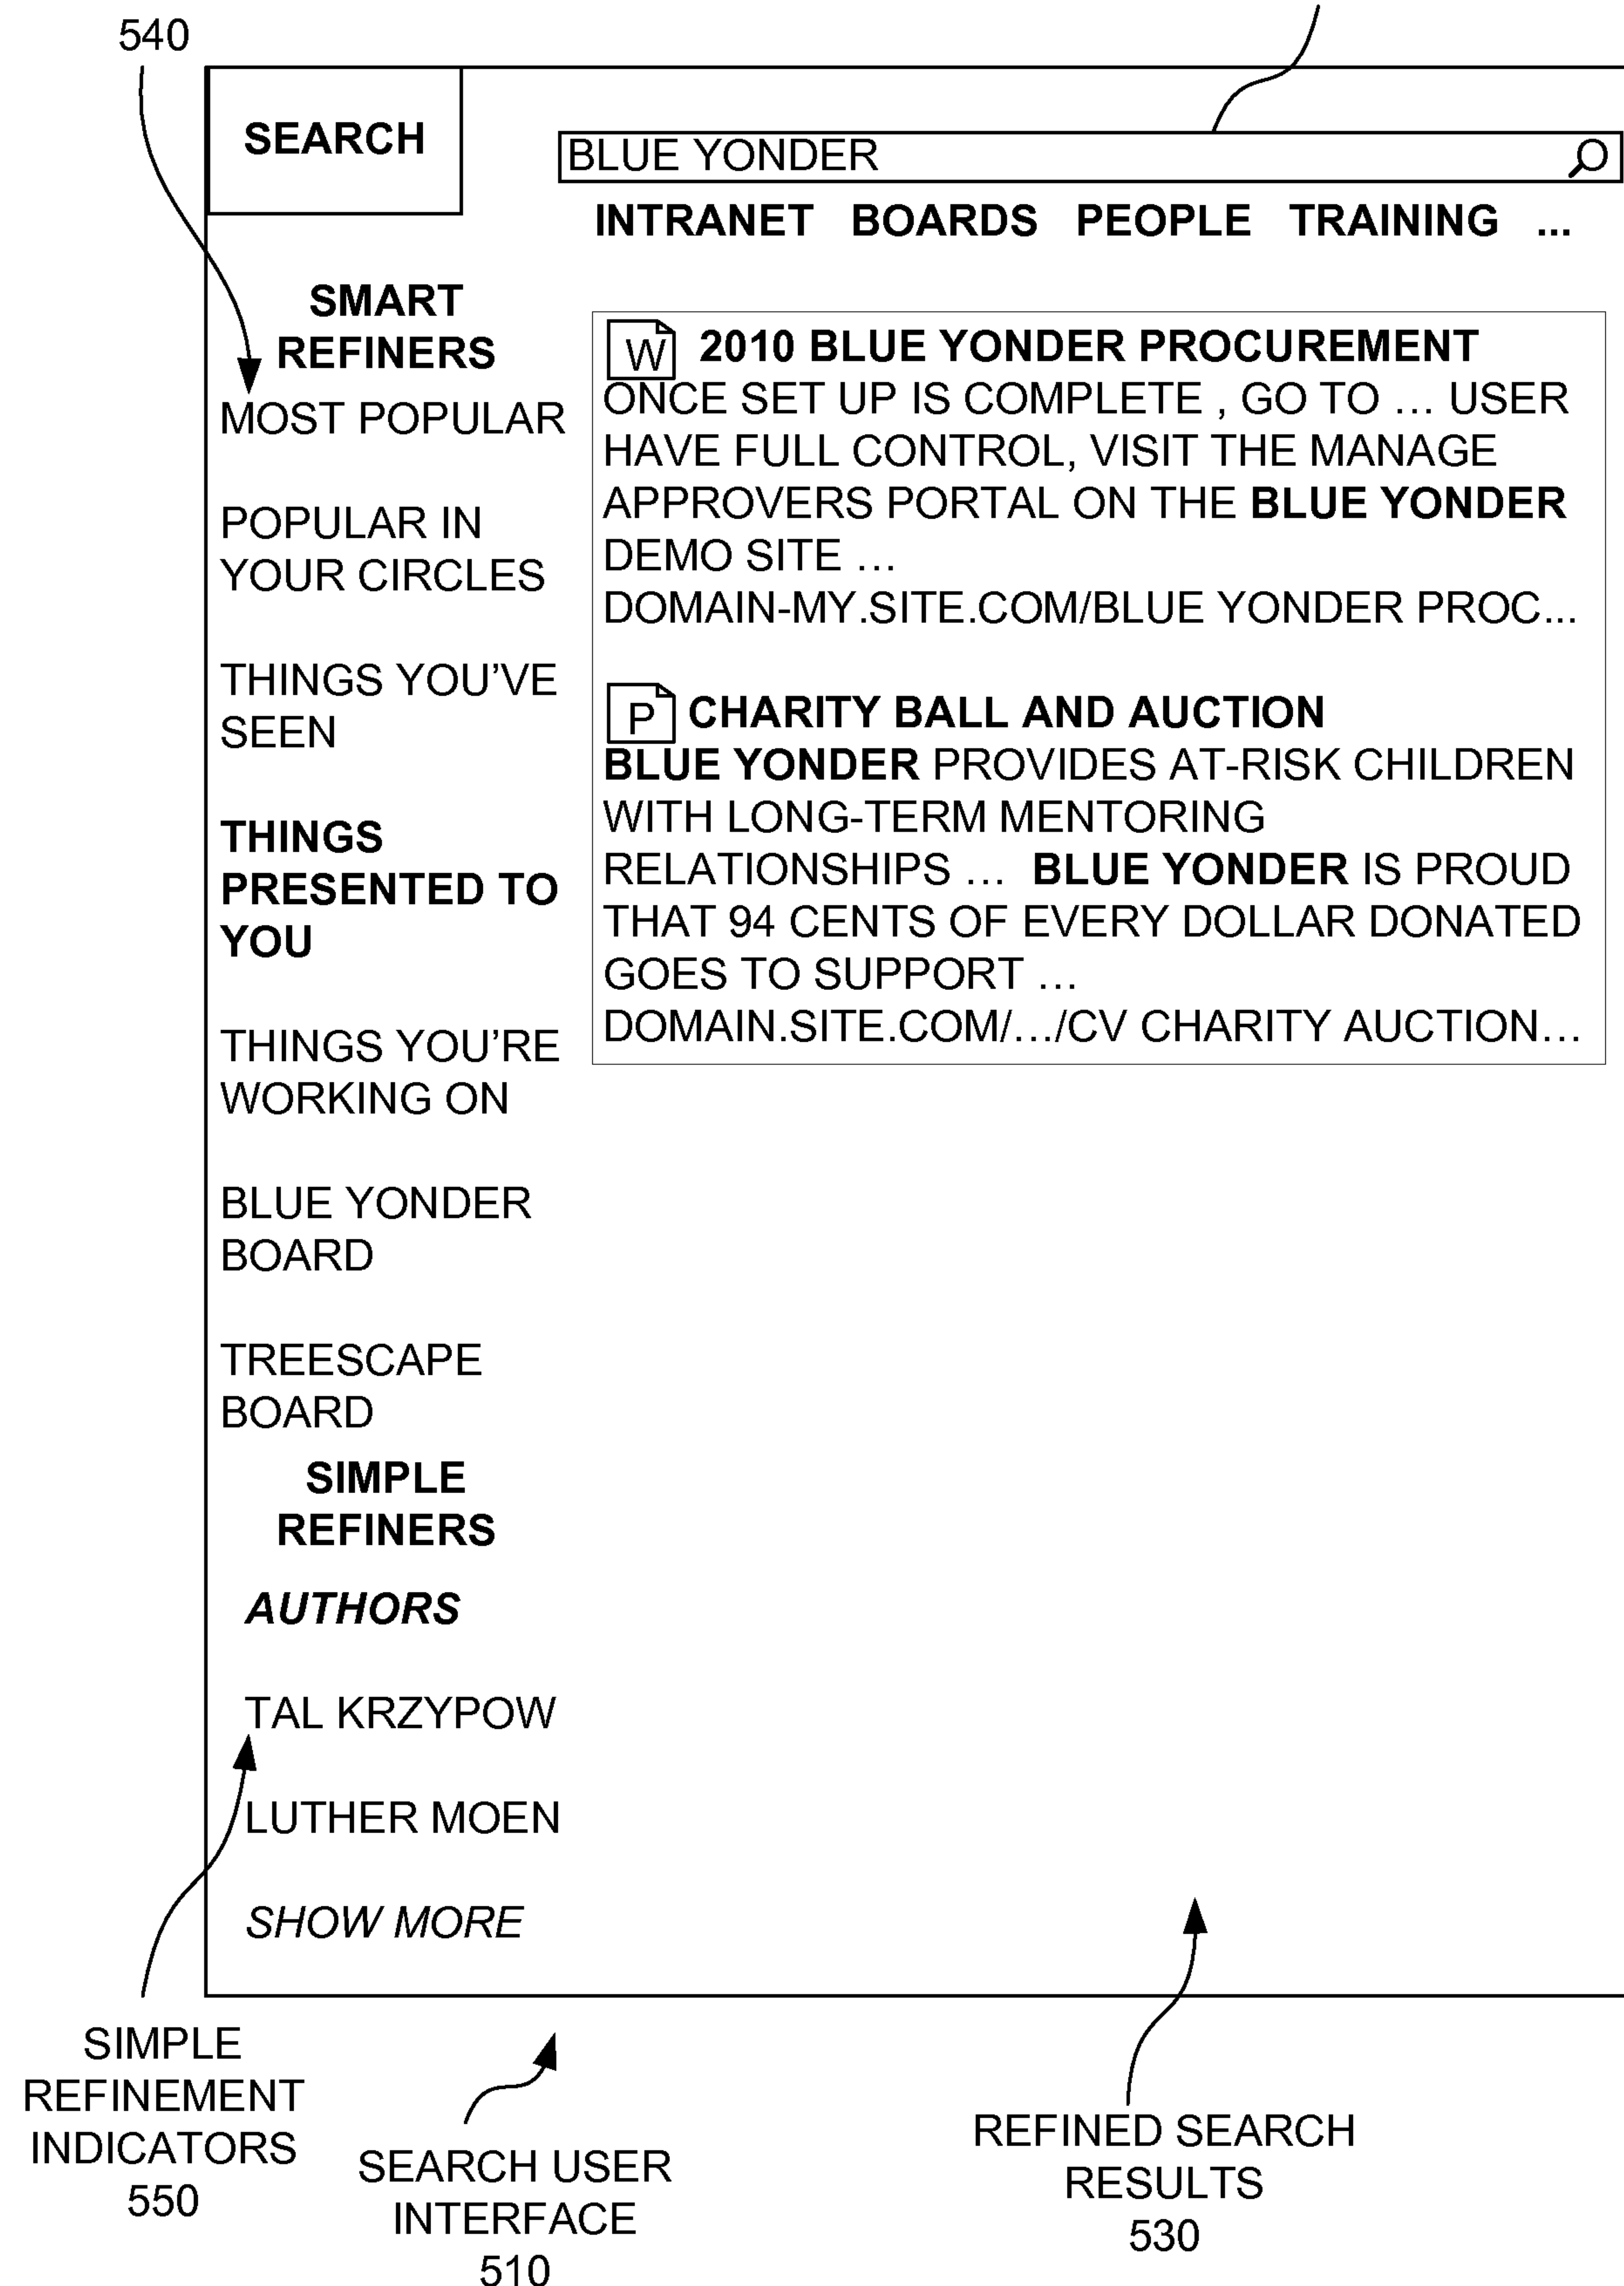 540
SEARCH
BLUE YONDER
INTRANET BOARDS PEOPLE TRAINING ...
SMART
REFINERS
MOST POPULAR
POPULAR IN
YOUR CIRCLES
THINGS YOU'VE
SEEN
THINGS
PRESENTED TO
YOU
THINGS YOU'RE
WORKING ON
BLUE YONDER
BOARD
TREESCAPE
BOARD
SIMPLE
REFINERS
AUTHORS
TAL KRZYPOW
LUTHER MOEN
SHOW MORE
W 2010 BLUE YONDER PROCUREMENT
ONCE SET UP IS COMPLETE , GO TO ... USER
HAVE FULL CONTROL, VISIT THE MANAGE
APPROVERS PORTAL ON THE BLUE YONDER
DEMO SITE ...
DOMAIN-MY.SITE.COM/BLUE YONDER PROC...
P CHARITY BALL AND AUCTION
BLUE YONDER PROVIDES AT-RISK CHILDREN
WITH LONG-TERM MENTORING
RELATIONSHIPS ... BLUE YONDER IS PROUD
THAT 94 CENTS OF EVERY DOLLAR DONATED
GOES TO SUPPORT ...
DOMAIN.SITE.COM/.../CV CHARITY AUCTION...
SIMPLE
REFINEMENT
INDICATORS
550
SEARCH USER
INTERFACE
510
REFINED SEARCH
RESULTS
530